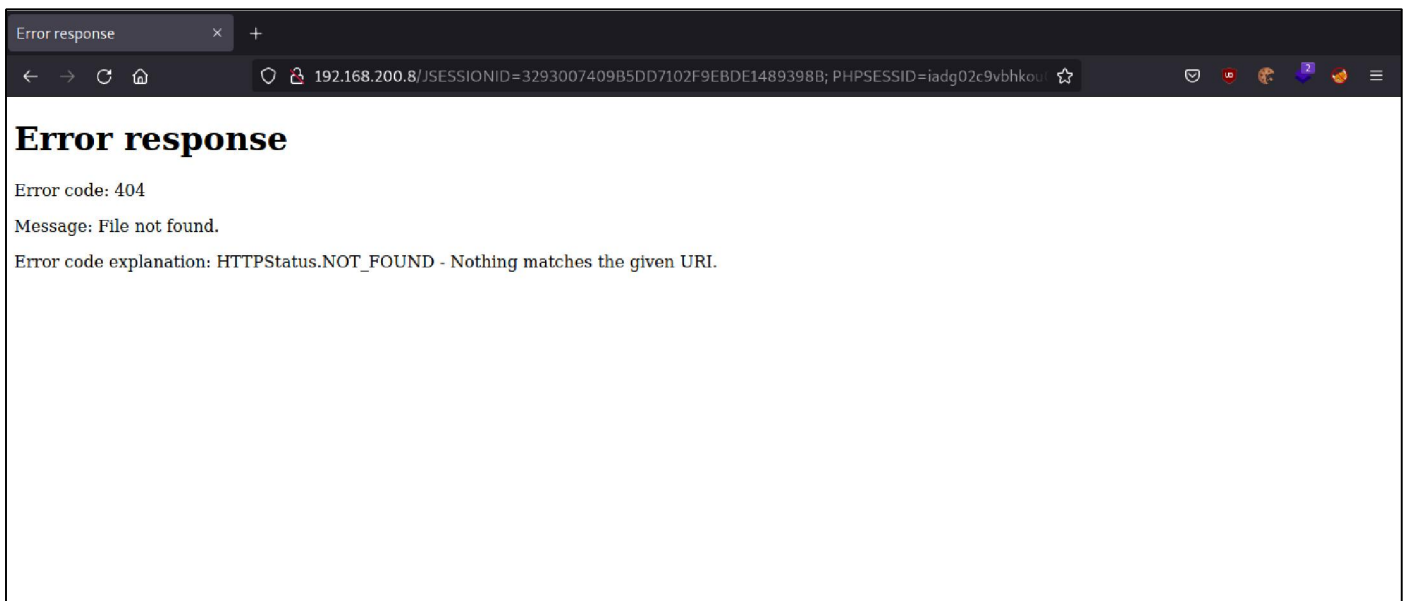 Error response
192.168.200.8/JSESSIONID=3293007409B5DD7102F9EBDE1489398B; PHPSESSID=iadg02c9vbhkou
2
Error response
Error code: 404
Message: File not found.
Error code explanation: HTTPStatus.NOT_FOUND - Nothing matches the given URI.